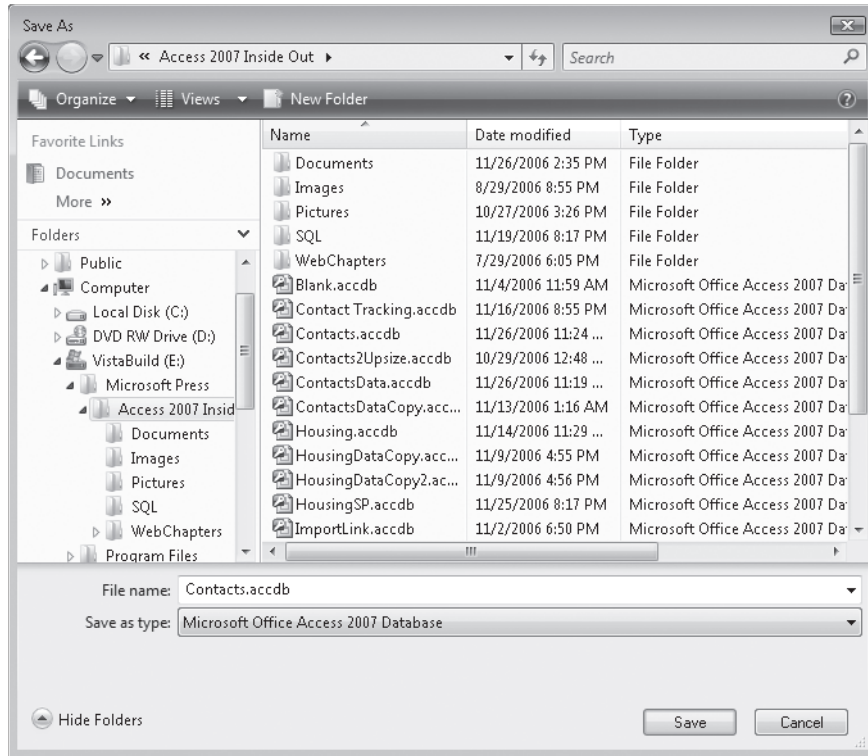 Save As
« Access 2007 Inside Out
Search
Organize Views New Folder
Favorite Links
Documents
More »
Folders
Public
Computer
Local Disk (C:)
DVD RW Drive (D:)
VistaBuild (E:)
Microsoft Press
Access 2007 Insid
Documents
Images
Pictures
SQL
WebChapters
Program Files
Name Date modified Type
Documents 11/26/2006 2:35 PM File Folder
Images 8/29/2006 8:55 PM File Folder
Pictures 10/27/2006 3:26 PM File Folder
SQL 11/19/2006 8:17 PM File Folder
WebChapters 7/29/2006 6:05 PM File Folder
Blank.accdb 11/4/2006 11:59 AM Microsoft Office Access 2007 Da
Contact Tracking.accdb 11/16/2006 8:55 PM Microsoft Office Access 2007 Da
Contacts.accdb 11/26/2006 11:24 ... Microsoft Office Access 2007 Da
Contacts2Upsize.accdb 10/29/2006 12:48 ... Microsoft Office Access 2007 Da
ContactsData.accdb 11/26/2006 11:19 ... Microsoft Office Access 2007 Da
ContactsDataCopy.acc... 11/13/2006 1:16 AM Microsoft Office Access 2007 Da
Housing.accdb 11/14/2006 11:29 ... Microsoft Office Access 2007 Da
HousingDataCopy.acc... 11/9/2006 4:55 PM Microsoft Office Access 2007 Da
HousingDataCopy2.ac... 11/9/2006 4:56 PM Microsoft Office Access 2007 Da
HousingSP.accdb 11/25/2006 8:17 PM Microsoft Office Access 2007 Da
ImportLink.accdb 11/2/2006 6:50 PM Microsoft Office Access 2007 Da
File name: Contacts.accdb
Save as type: Microsoft Office Access 2007 Database
Hide Folders
Save Cancel